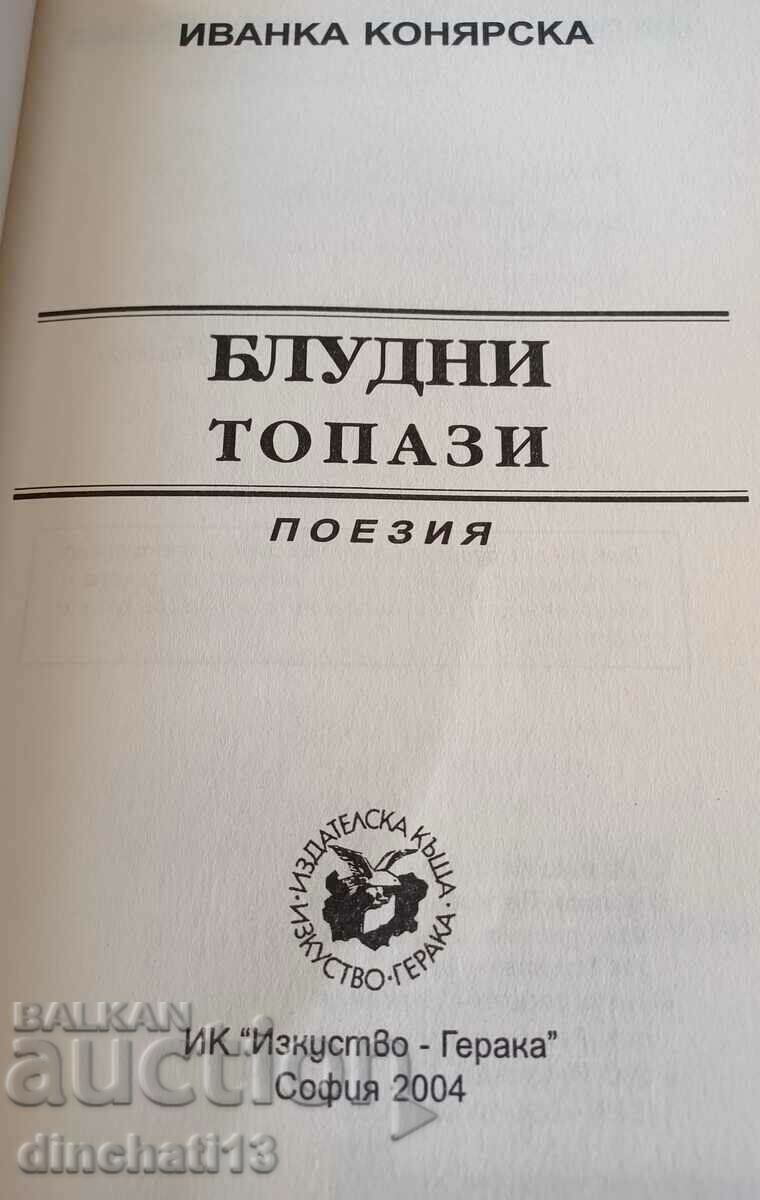 ИВАНКА КОНЯРСКА
БЛУДНИ
ТОПАЗИ
ПОЕЗИЯ
ИЗДАТЕЛСКА КЪЩА
·ИЗКУСТВО·ГЕРАКА·
ИК "Изкуство - Герака"
София 2004
BALKAN
auction
dinchati13